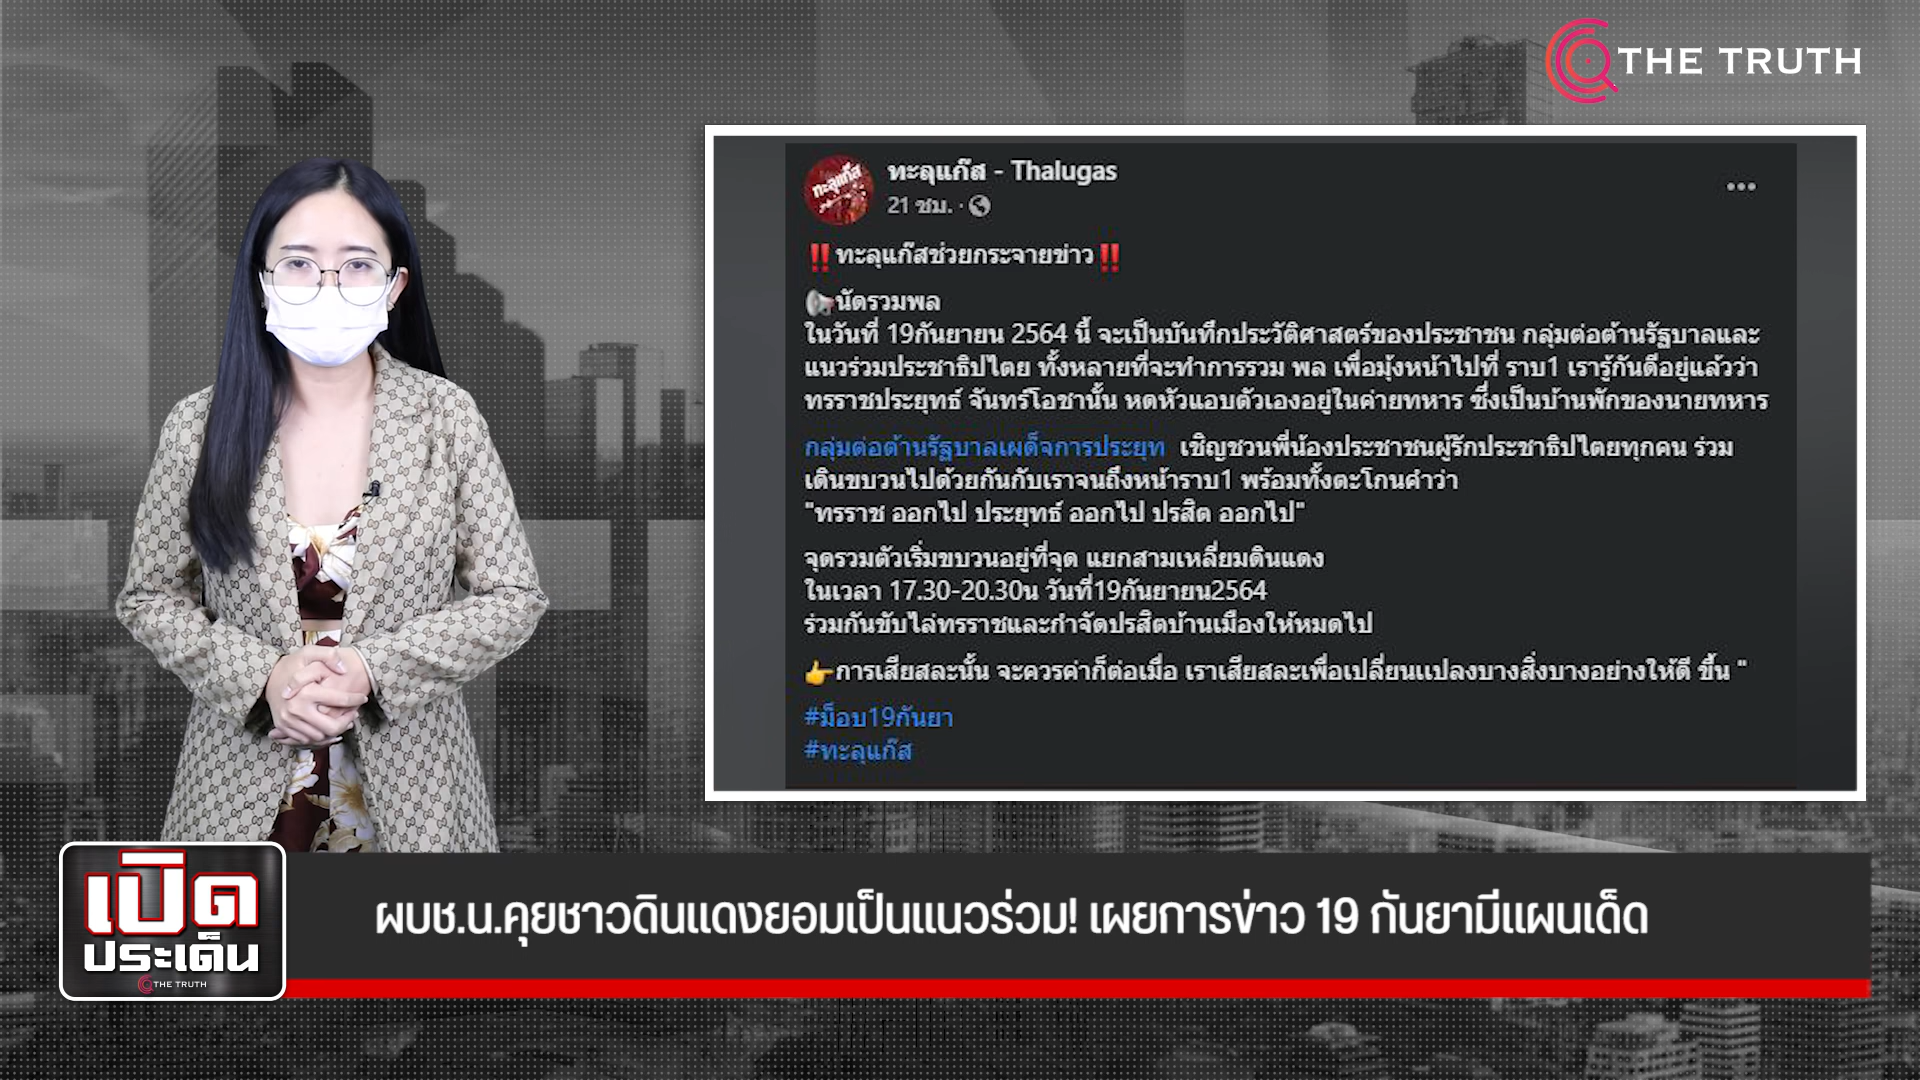 THE TRUTH
ทะลุแก๊ส
ทะลุแก๊ส - Thalugas
21 ชม. ·
‼ทะลุแก๊สช่วยกระจายข่าว‼
นัดรวมพล
ในวันที่ 19กันยายน 2564 นี้ จะเป็นบันทึกประวัติศาสตร์ของประชาชน กลุ่มต่อต้านรัฐบาลและ
แนวร่วมประชาธิปไตย ทั้งหลายที่จะทำการรวม พล เพื่อมุ้งหน้าไปที่ ราบ1 เรารู้กันดีอยู่แล้วว่า
ทรราชประยุทธ์ จันทร์โอชานั้น หดหัวแอบตัวเองอยู่ในค่ายทหาร ซึ่งเป็นบ้านพักของนายทหาร
กลุ่มต่อต้านรัฐบาลเผด็จการประยุท เชิญชวนพี่น้องประชาชนผู้รักประชาธิปไตยทุกคน ร่วม
เดินขบวนไปด้วยกันกับเราจนถึงหน้าราบ1 พร้อมทั้งตะโกนคำว่า
"ทรราช ออกไป ประยุทธ์ ออกไป ปรสิต ออกไป"
จุดรวมตัวเริ่มขบวนอยู่ที่จุด แยกสามเหลี่ยมดินแดง
ในเวลา 17.30-20.30น วันที่19กันยายน2564
ร่วมกันขับไล่ทรราชและกำจัดปรสิตบ้านเมืองให้หมดไป
👉การเสียสละนั้น จะควรค่าก็ต่อเมื่อ เราเสียสละเพื่อเปลี่ยนแปลงบางสิ่งบางอย่างให้ดี ขึ้น "
#ม็อบ19กันยา
#ทะลุแก๊ส
เปิด
ประเด็น
THE TRUTH
ผบช.น.คุยชาวดินแดงยอมเป็นแนวร่วม! เผยการข่าว 19 กันยามีแผนเด็ด